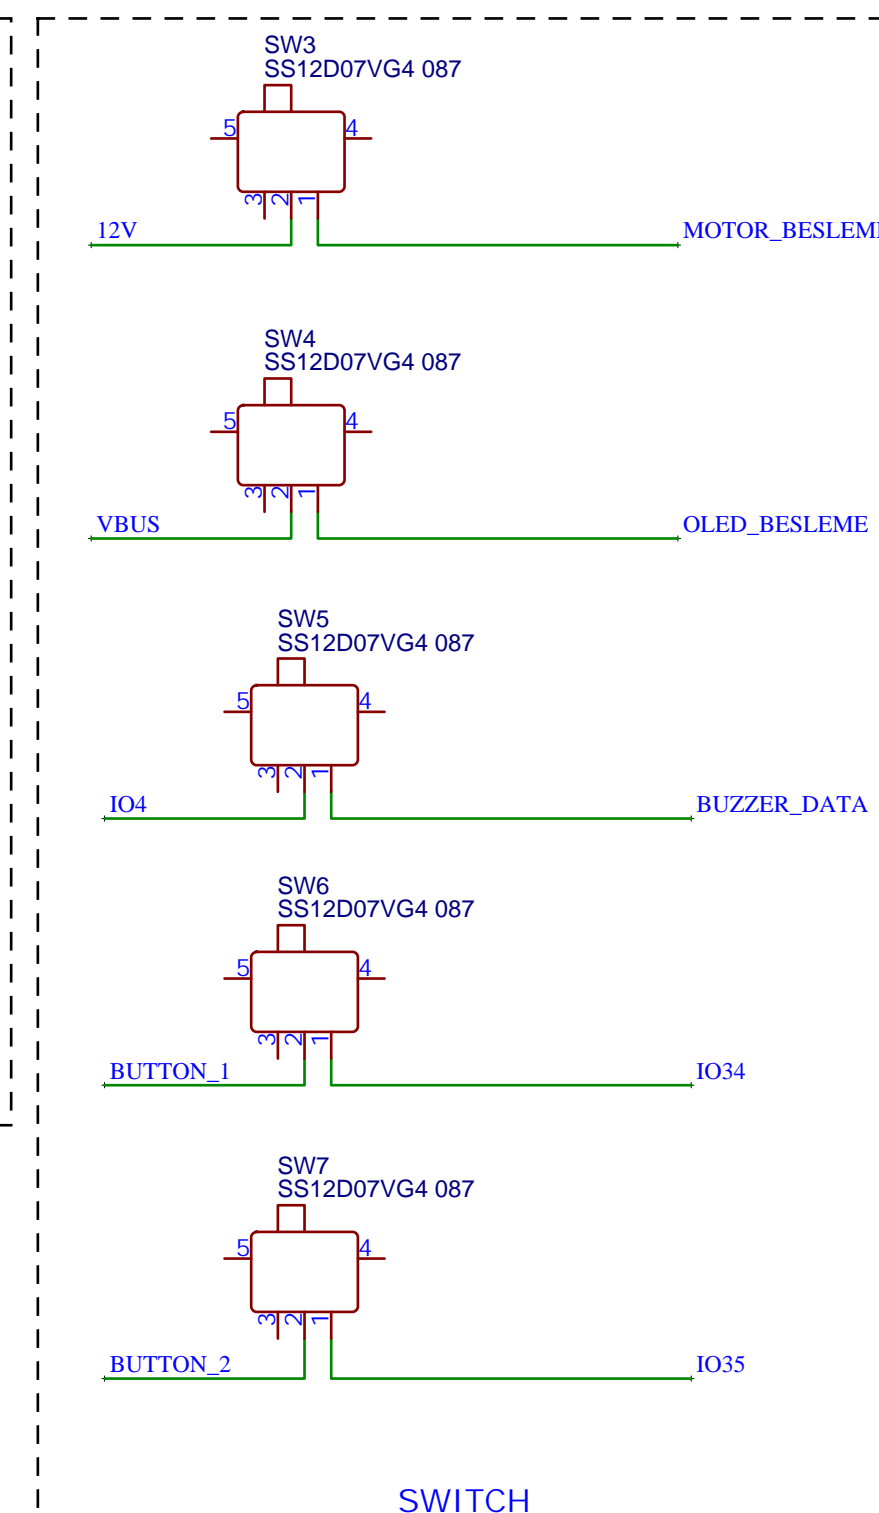 SW3
SS12D07VG4 087
5
4
3
2
1
12V
MOTOR_BESLEM
SW4
SS12D07VG4 087
5
4
3
2
1
VBUS
OLED_BESLEME
SW5
SS12D07VG4 087
5
4
3
2
1
IO4
BUZZER_DATA
SW6
SS12D07VG4 087
5
4
3
2
1
BUTTON_1
IO34
SW7
SS12D07VG4 087
5
4
3
2
1
BUTTON_2
IO35
SWITCH